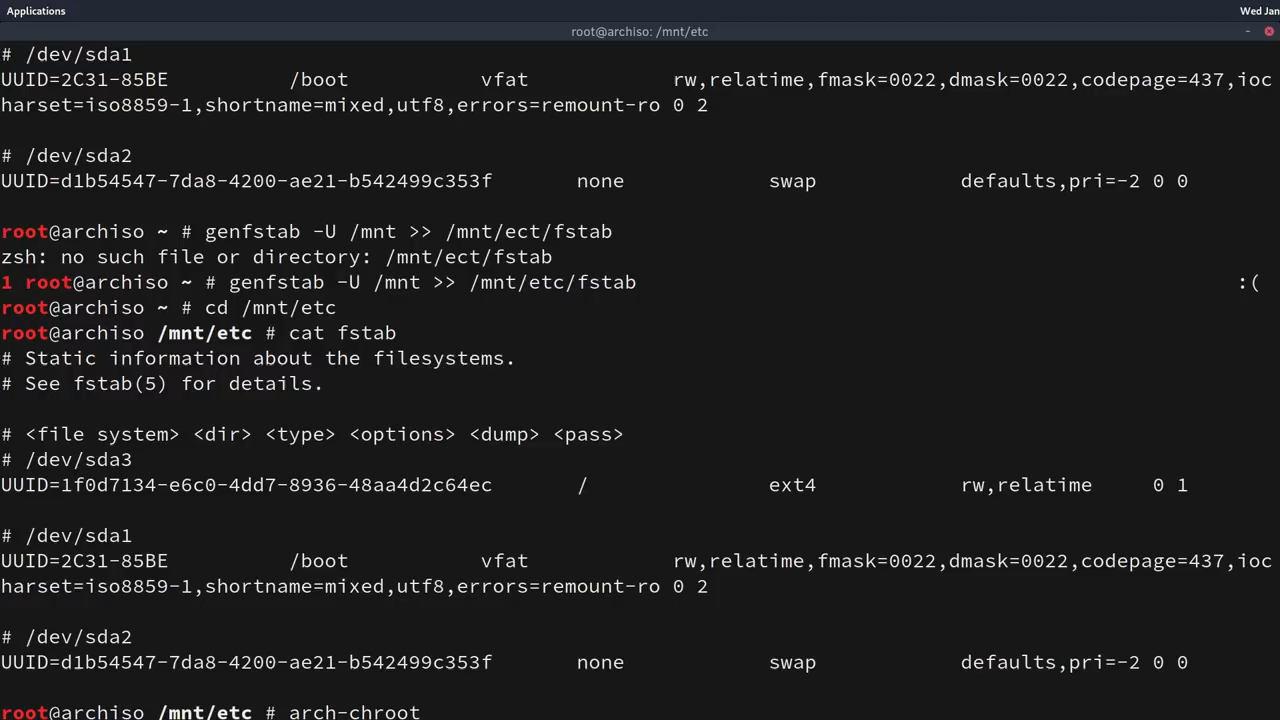 Applications
Wed Jan
root@archiso: /mnt/etc
# /dev/sda1
UUID=2C31-85BE /boot vfat rw,relatime,fmask=0022,dmask=0022,codepage=437,ioc
harset=iso8859-1,shortname=mixed,utf8,errors=remount-ro 0 2
# /dev/sda2
UUID=d1b54547-7da8-4200-ae21-b542499c353f none swap defaults,pri=-2 0 0
root@archiso ~ # genfstab -U /mnt >> /mnt/ect/fstab
zsh: no such file or directory: /mnt/ect/fstab
1 root@archiso ~ # genfstab -U /mnt >> /mnt/etc/fstab :(
root@archiso ~ # cd /mnt/etc
root@archiso /mnt/etc # cat fstab
# Static information about the filesystems.
# See fstab(5) for details.
# <file system> <dir> <type> <options> <dump> <pass>
# /dev/sda3
UUID=1f0d7134-e6c0-4dd7-8936-48aa4d2c64ec / ext4 rw,relatime 0 1
# /dev/sda1
UUID=2C31-85BE /boot vfat rw,relatime,fmask=0022,dmask=0022,codepage=437,ioc
harset=iso8859-1,shortname=mixed,utf8,errors=remount-ro 0 2
# /dev/sda2
UUID=d1b54547-7da8-4200-ae21-b542499c353f none swap defaults,pri=-2 0 0
root@archiso /mnt/etc # arch-chroot